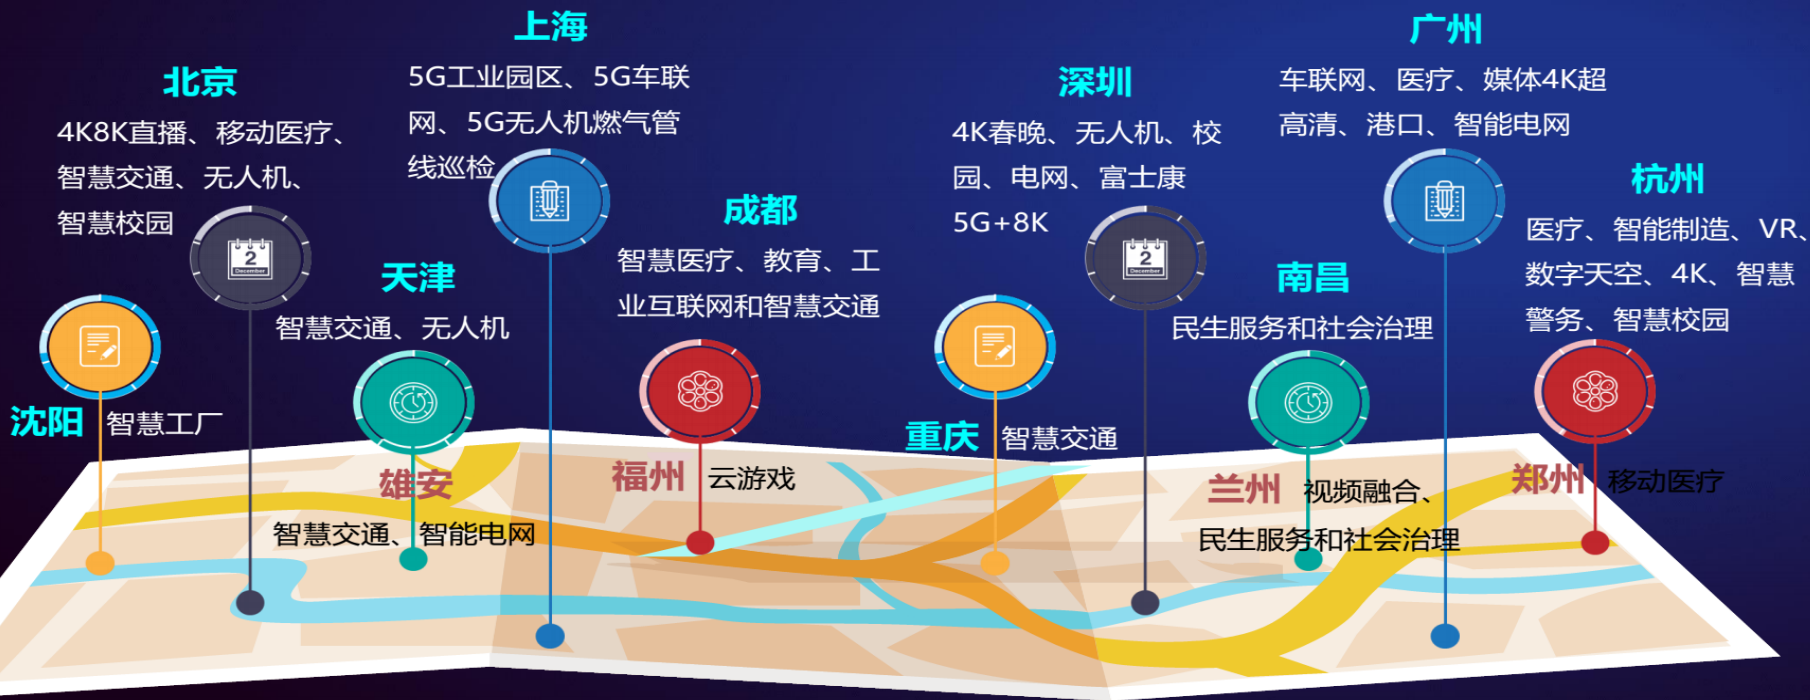 北京
4K8K直播、移动医疗、
智慧交通、无人机、
智慧校园
2
December
上海
5G工业园区、5G车联
网、5G无人机燃气管
线巡检
沈阳
智慧工厂
天津
智慧交通、无人机
雄安
智慧交通、智能电网
成都
智慧医疗、教育、工
业互联网和智慧交通
福州
云游戏
深圳
4K春晚、无人机、校
园、电网、富士康
5G+8K
2
December
重庆
智慧交通
广州
车联网、医疗、媒体4K超
高清、港口、智能电网
南昌
民生服务和社会治理
兰州
视频融合、
民生服务和社会治理
杭州
医疗、智能制造、VR、
数字天空、4K、智慧
警务、智慧校园
郑州
移动医疗